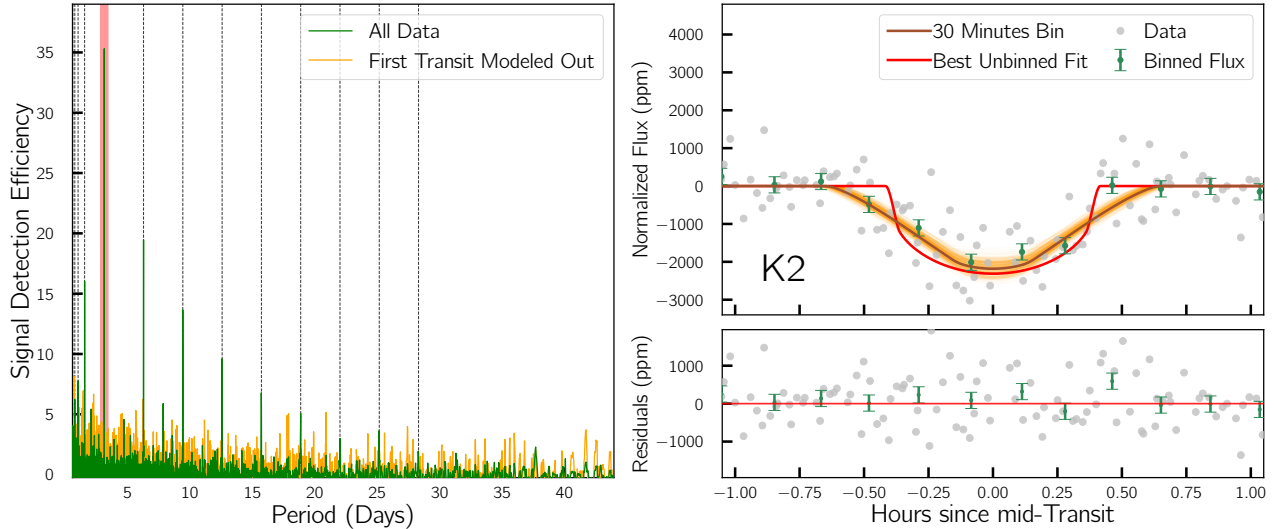 Signal Detection Efficiency
35
30
25
20
15
10
5
0
All Data
First Transit Modeled Out
5 10 15 20 25 30 35 40
Period (Days)
Normalized Flux (ppm)
4000
3000
2000
1000
0
−1000
−2000
−3000
30 Minutes Bin Data
Best Unbinned Fit Binned Flux
K2
Residuals (ppm)
1000
0
−1000
−1.00 −0.75 −0.50 −0.25 0.00 0.25 0.50 0.75 1.00
Hours since mid-Transit